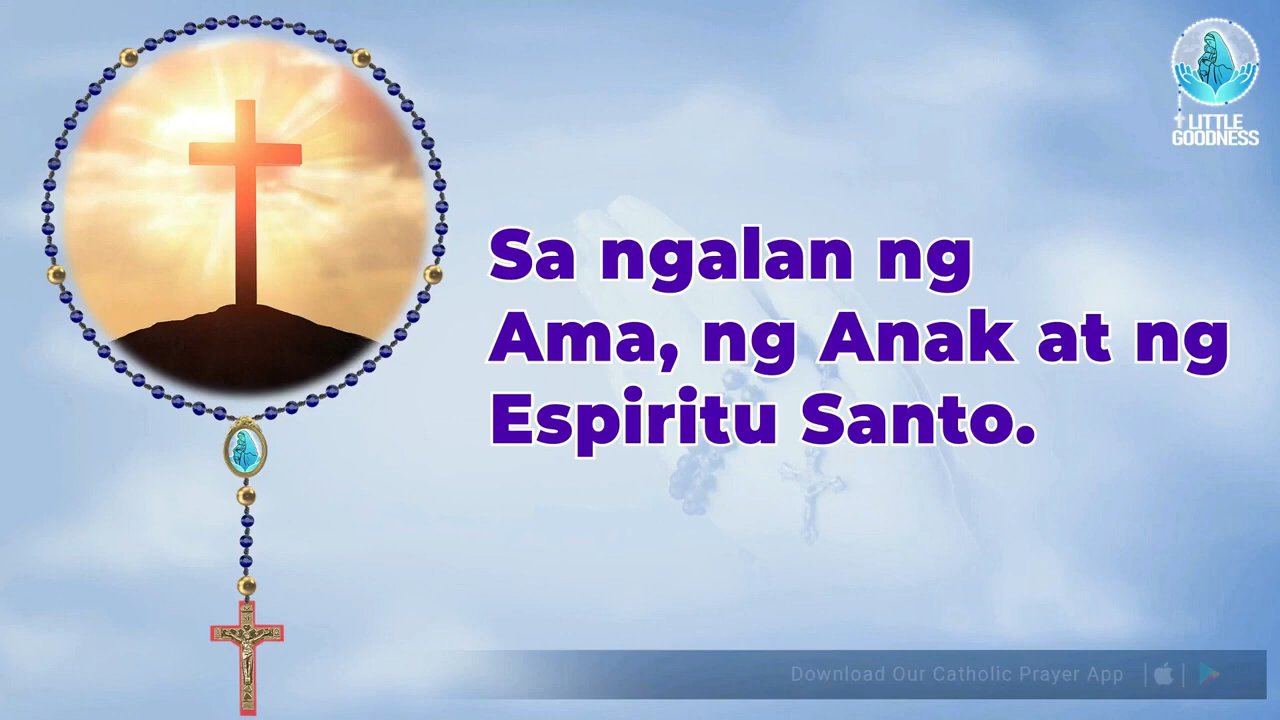 LITTLE
GOODNESS
Sa ngalan ng
Ama, ng Anak at ng
Espiritu Santo.
Download Our Catholic Prayer App